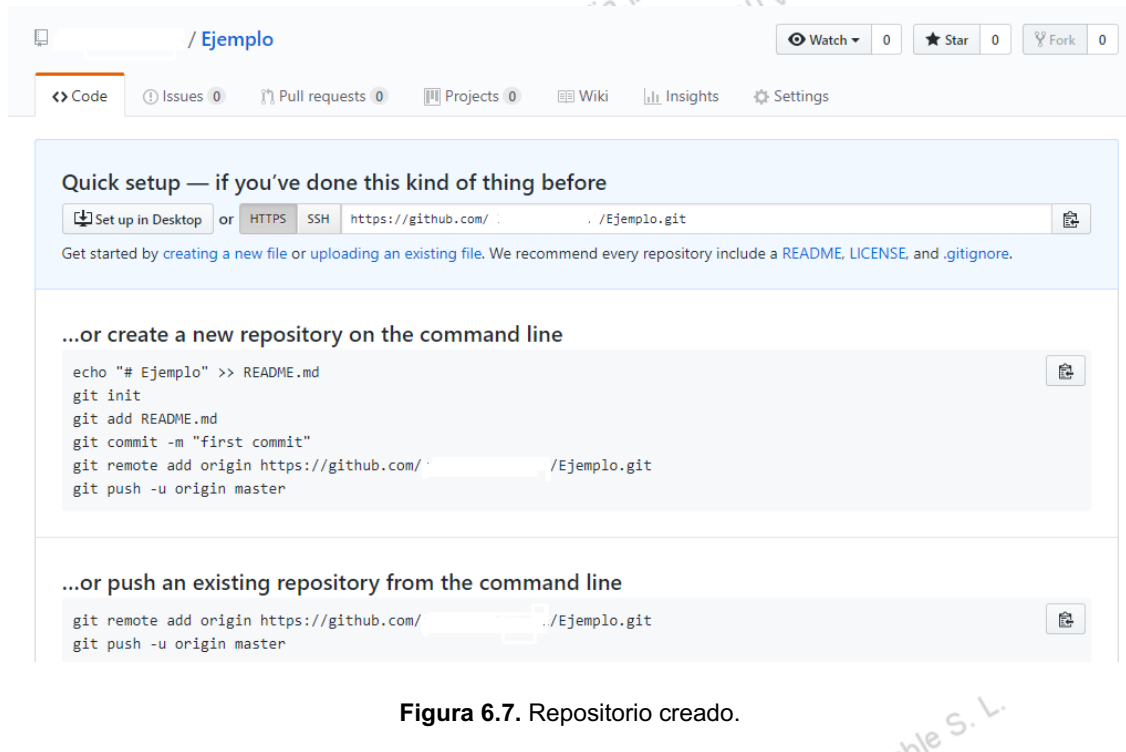 / Ejemplo
Watch 0 Star 0 Fork 0
Code Issues 0 Pull requests 0 Projects 0 Wiki Insights Settings
Quick setup — if you've done this kind of thing before
Set up in Desktop or HTTPS SSH https://github.com/ /Ejemplo.git
Get started by creating a new file or uploading an existing file. We recommend every repository include a README, LICENSE, and .gitignore.
...or create a new repository on the command line
echo "# Ejemplo" >> README.md
git init
git add README.md
git commit -m "first commit"
git remote add origin https://github.com/ /Ejemplo.git
git push -u origin master
...or push an existing repository from the command line
git remote add origin https://github.com/ /Ejemplo.git
git push -u origin master
Figura 6.7. Repositorio creado.
S. L.